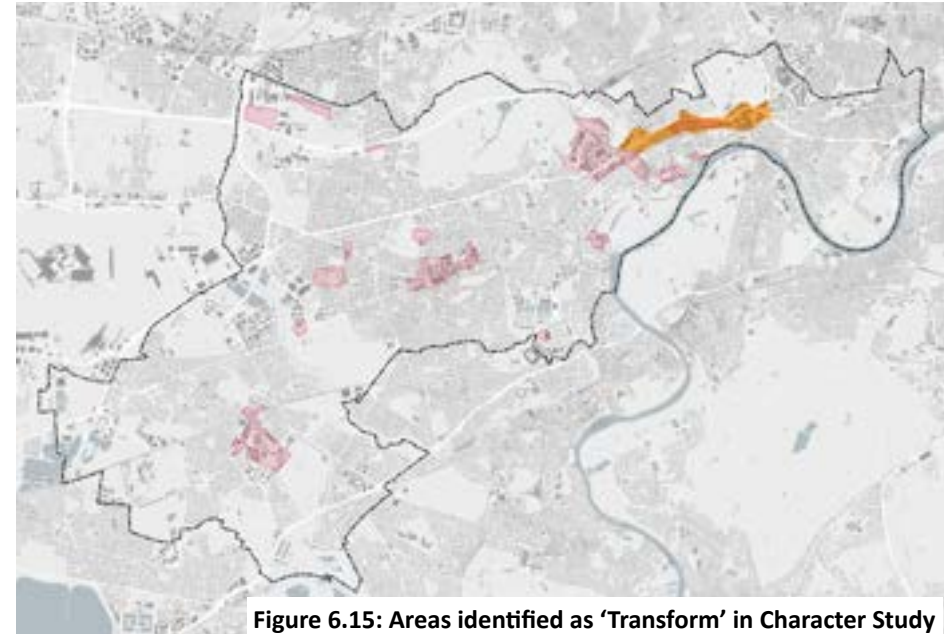 Figure 6.15: Areas identified as ‘Transform’ in Character Study